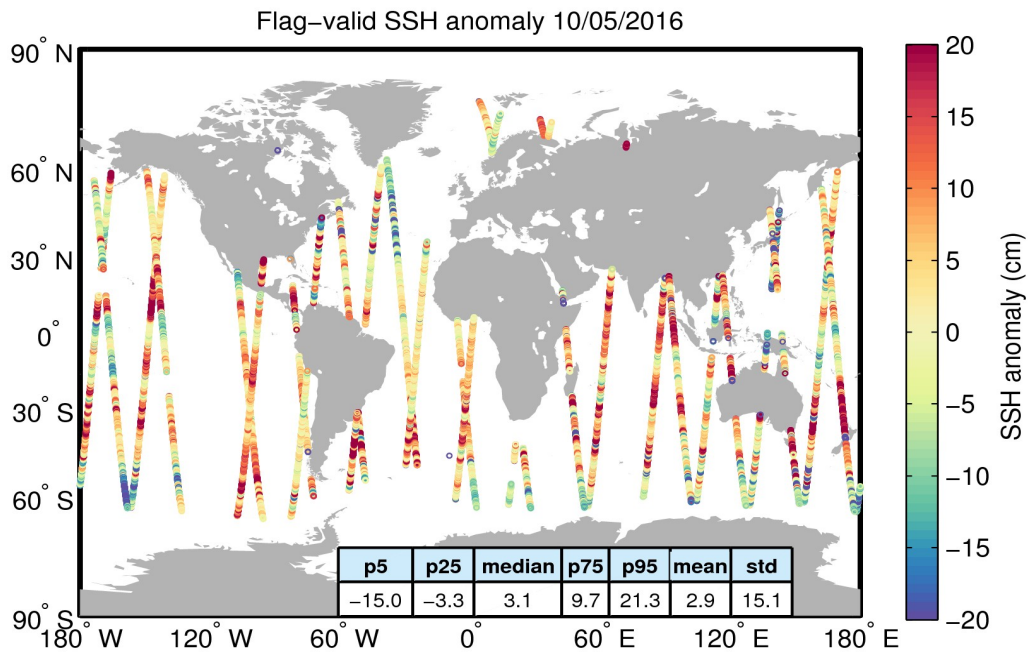 Flag−valid SSH anomaly 10/05/2016
90° N
60° N
30° N
0°
30° S
60° S
90° S
180° W 120° W 60° W 0° 60° E 120° E 180° E
p5 p25 median p75 p95 mean std
−15.0 −3.3 3.1 9.7 21.3 2.9 15.1
20
15
10
5
0
−5
−10
−15
−20
SSH anomaly (cm)